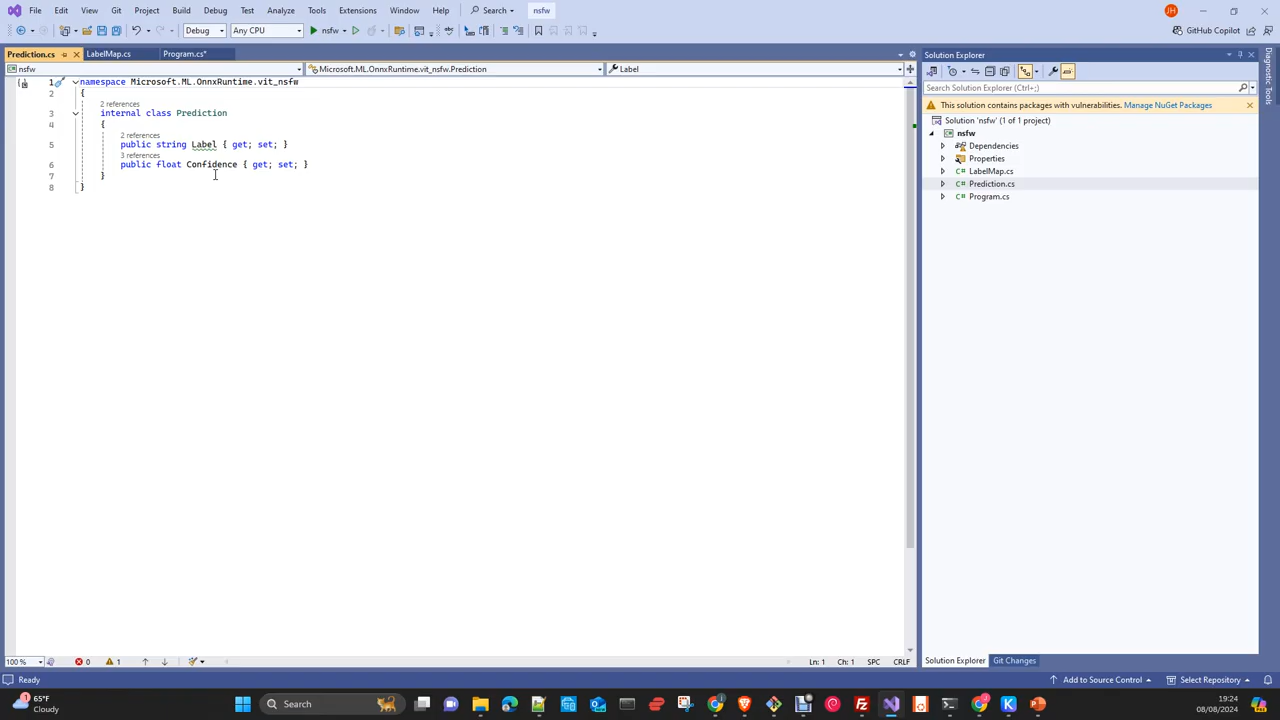 File Edit View Git Project Build Debug Test Analyze Tools Extensions Window Help Search nsfw JH
Debug Any CPU nsfw GitHub Copilot
Prediction.cs LabelMap.cs Program.cs*
nsfw Microsoft.ML.OnnxRuntime.vit_nsfw.Prediction Label
1 namespace Microsoft.ML.OnnxRuntime.vit_nsfw
2 {
2 references
3 internal class Prediction
4 {
2 references
5 public string Label { get; set; }
3 references
6 public float Confidence { get; set; }
7 }
8 }
Solution Explorer
Search Solution Explorer (Ctrl+;)
This solution contains packages with vulnerabilities. Manage NuGet Packages
Solution 'nsfw' (1 of 1 project)
nsfw
Dependencies
Properties
C# LabelMap.cs
C# Prediction.cs
C# Program.cs
Diagnostic Tools
100 % 0 1 Ln: 1 Ch: 1 SPC CRLF
Solution Explorer Git Changes
Ready Add to Source Control Select Repository
1 65°F
Cloudy
Search
19:24
08/08/2024